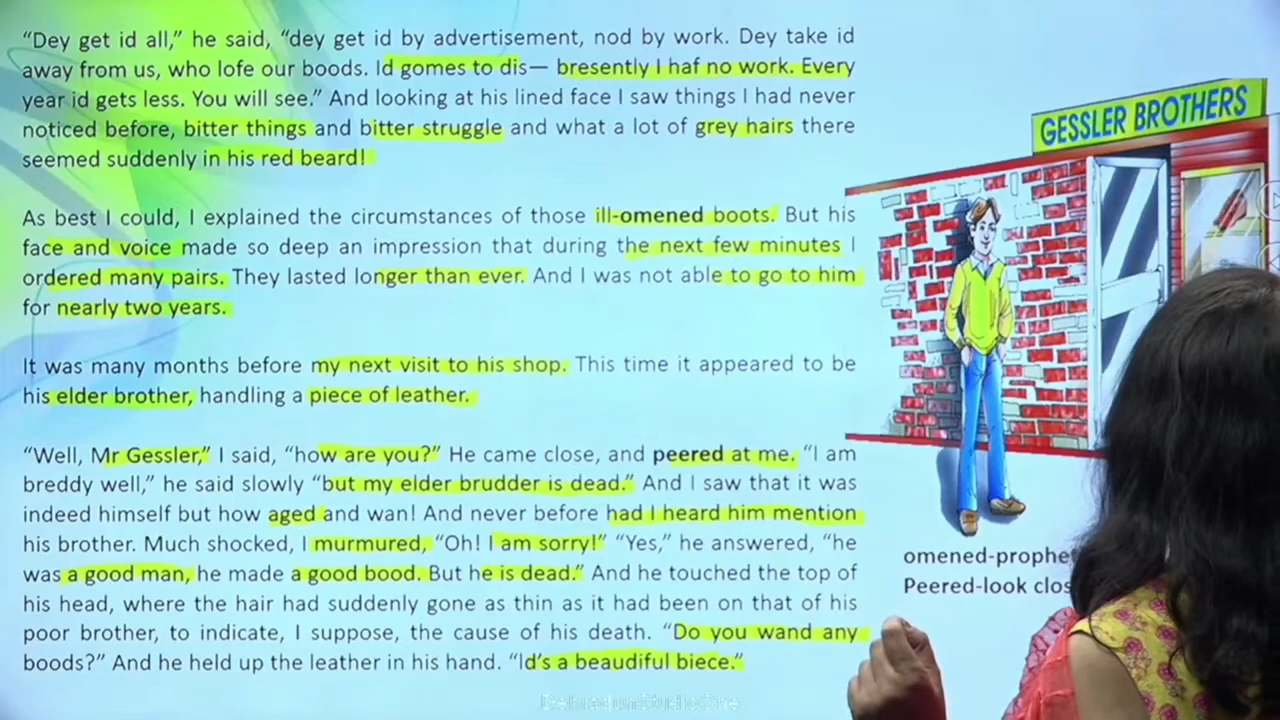 “Dey get id all,” he said, “dey get id by advertisement, nod by work. Dey take id
away from us, who lofe our boods. Id gomes to dis— bresently I haf no work. Every
year id gets less. You will see.” And looking at his lined face I saw things I had never
noticed before, bitter things and bitter struggle and what a lot of grey hairs there
seemed suddenly in his red beard!
As best I could, I explained the circumstances of those ill-omened boots. But his
face and voice made so deep an impression that during the next few minutes I
ordered many pairs. They lasted longer than ever. And I was not able to go to him
for nearly two years.
It was many months before my next visit to his shop. This time it appeared to be
his elder brother, handling a piece of leather.
“Well, Mr Gessler,” I said, “how are you?” He came close, and peered at me. “I am
breddy well,” he said slowly “but my elder brudder is dead.” And I saw that it was
indeed himself but how aged and wan! And never before had I heard him mention
his brother. Much shocked, I murmured, “Oh! I am sorry!” “Yes,” he answered, “he
was a good man, he made a good bood. But he is dead.” And he touched the top of
his head, where the hair had suddenly gone as thin as it had been on that of his
poor brother, to indicate, I suppose, the cause of his death. “Do you wand any
boods?” And he held up the leather in his hand. “Id’s a beaudiful biece.”
GESSLER BROTHERS
omened-prophe
Peered-look clos